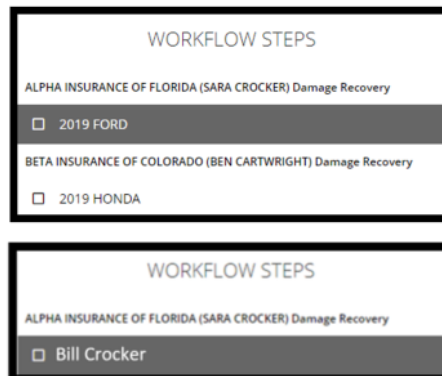 WORKFLOW STEPS
ALPHA INSURANCE OF FLORIDA (SARA CROCKER) Damage Recovery
2019 FORD
BETA INSURANCE OF COLORADO (BEN CARTWRIGHT) Damage Recovery
2019 HONDA
WORKFLOW STEPS
ALPHA INSURANCE OF FLORIDA (SARA CROCKER) Damage Recovery
Bill Crocker